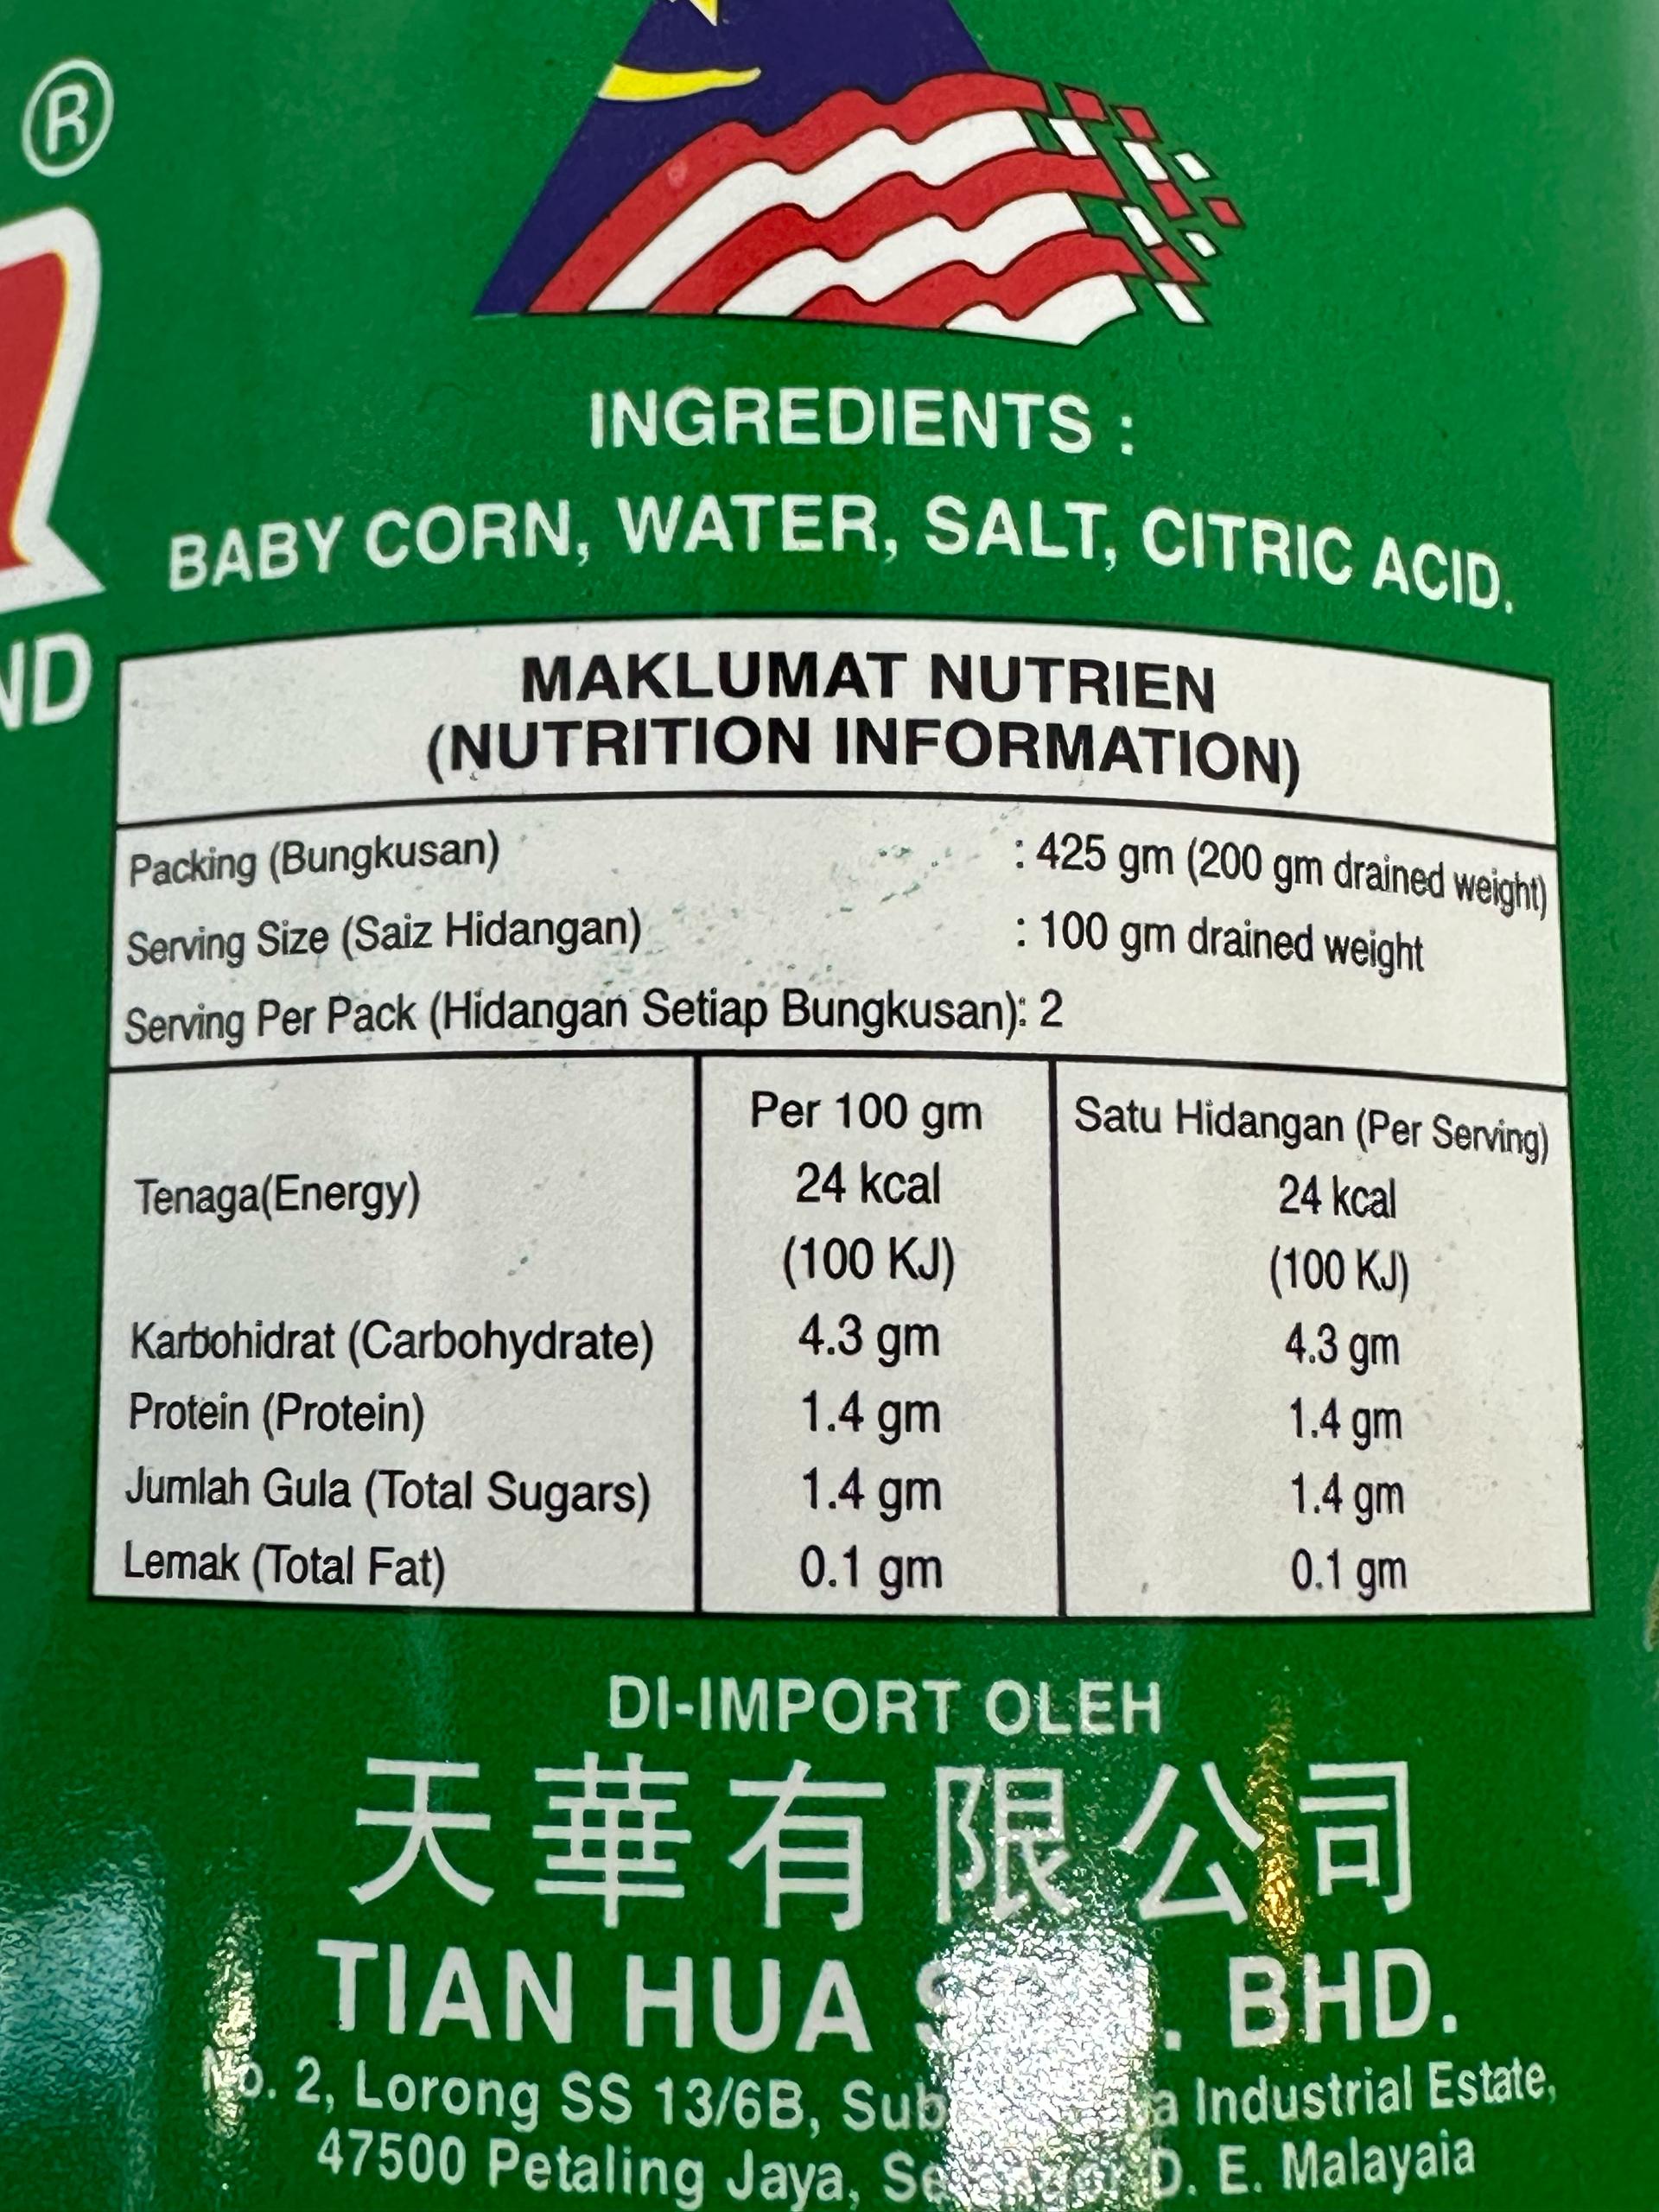 ®
ND
INGREDIENTS :
BABY CORN, WATER, SALT, CITRIC ACID.
MAKLUMAT NUTRIEN
(NUTRITION INFORMATION)
Packing (Bungkusan) : 425 gm (200 gm drained weight)
Serving Size (Saiz Hidangan) : 100 gm drained weight
Serving Per Pack (Hidangan Setiap Bungkusan): 2
Per 100 gm Satu Hidangan (Per Serving)
Tenaga(Energy) 24 kcal 24 kcal
(100 KJ) (100 KJ)
Karbohidrat (Carbohydrate) 4.3 gm 4.3 gm
Protein (Protein) 1.4 gm 1.4 gm
Jumlah Gula (Total Sugars) 1.4 gm 1.4 gm
Lemak (Total Fat) 0.1 gm 0.1 gm
DI-IMPORT OLEH
天華有限公司
TIAN HUA BHD.
No. 2, Lorong SS 13/6B, Industrial Estate,
47500 Petaling Jaya, D. E. Malayaia